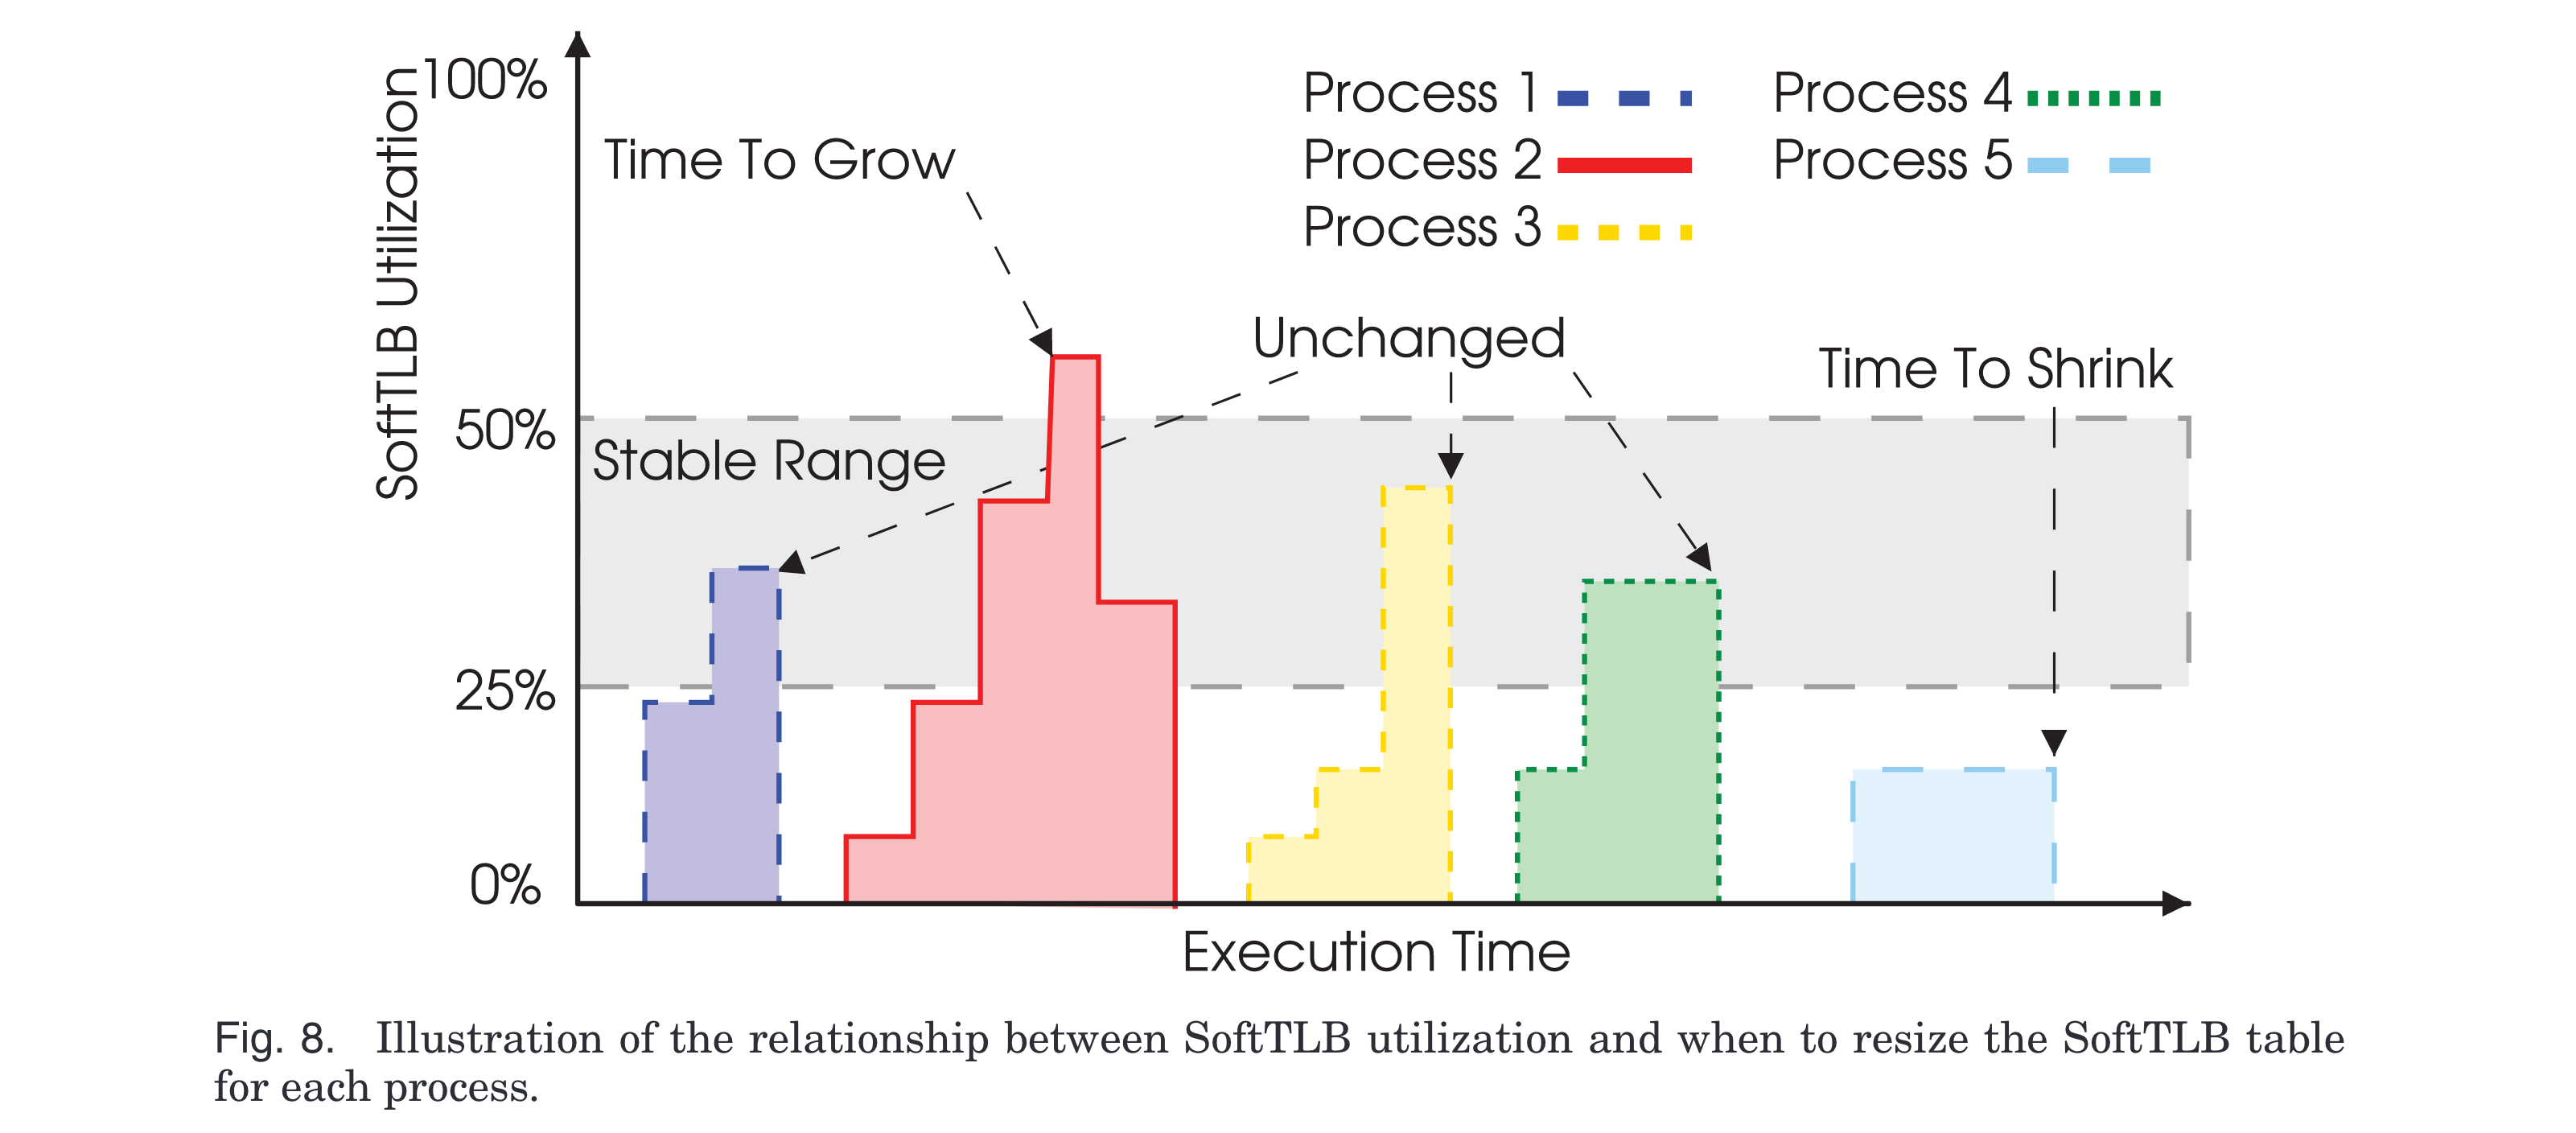 SoftTLB Utilization
100%
50%
25%
0%
Time To Grow
Process 1
Process 2
Process 3
Process 4
Process 5
Unchanged
Time To Shrink
Stable Range
Execution Time
Fig. 8. Illustration of the relationship between SoftTLB utilization and when to resize the SoftTLB table
for each process.